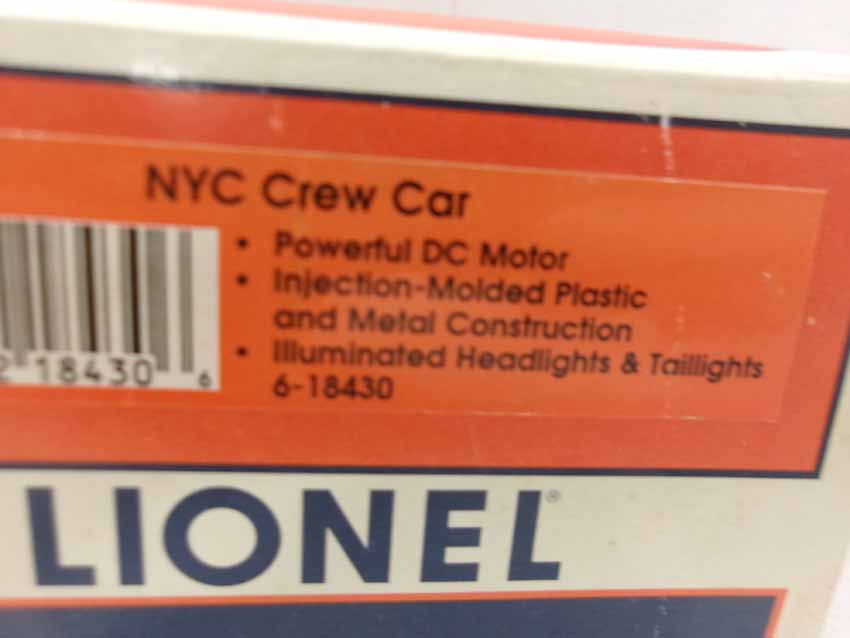 NYC Crew Car
• Powerful DC Motor
• Injection-Molded Plastic
and Metal Construction
• Illuminated Headlights & Taillights
6-18430
2-18430 6
LIONEL®